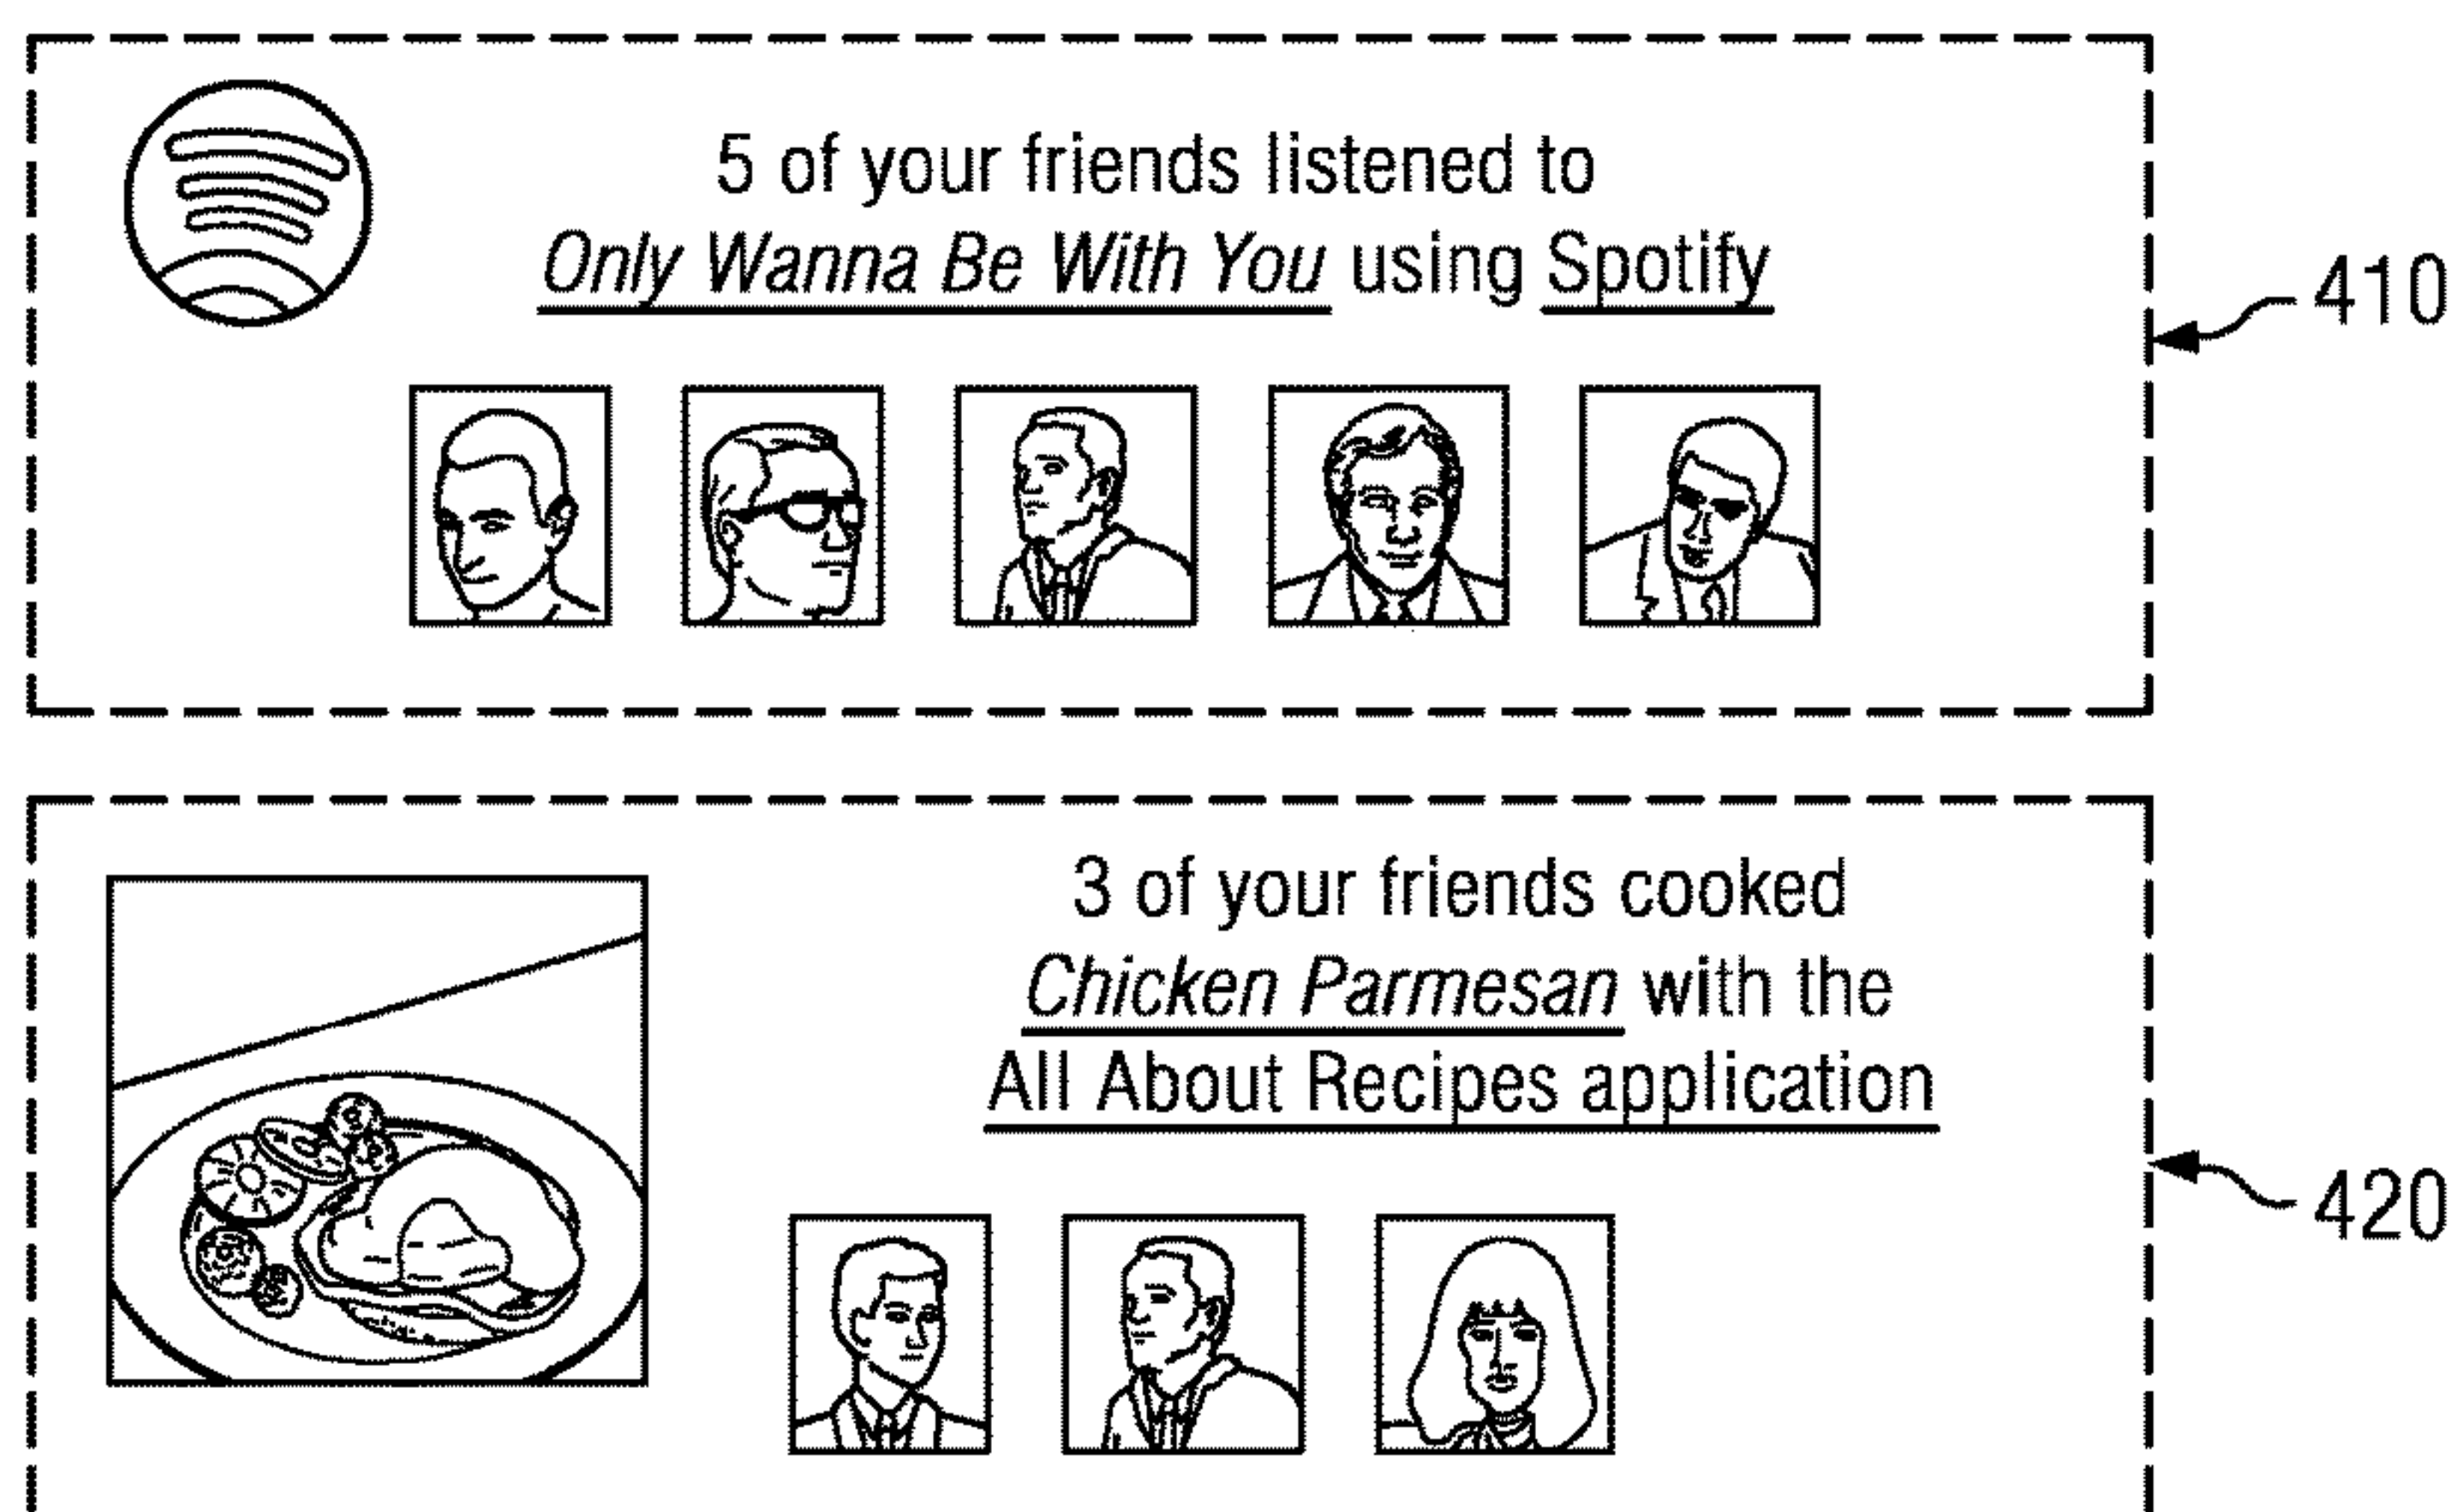 5 of your friends listened to
Only Wanna Be With You using Spotify
410
3 of your friends cooked
Chicken Parmesan with the
All About Recipes application
420